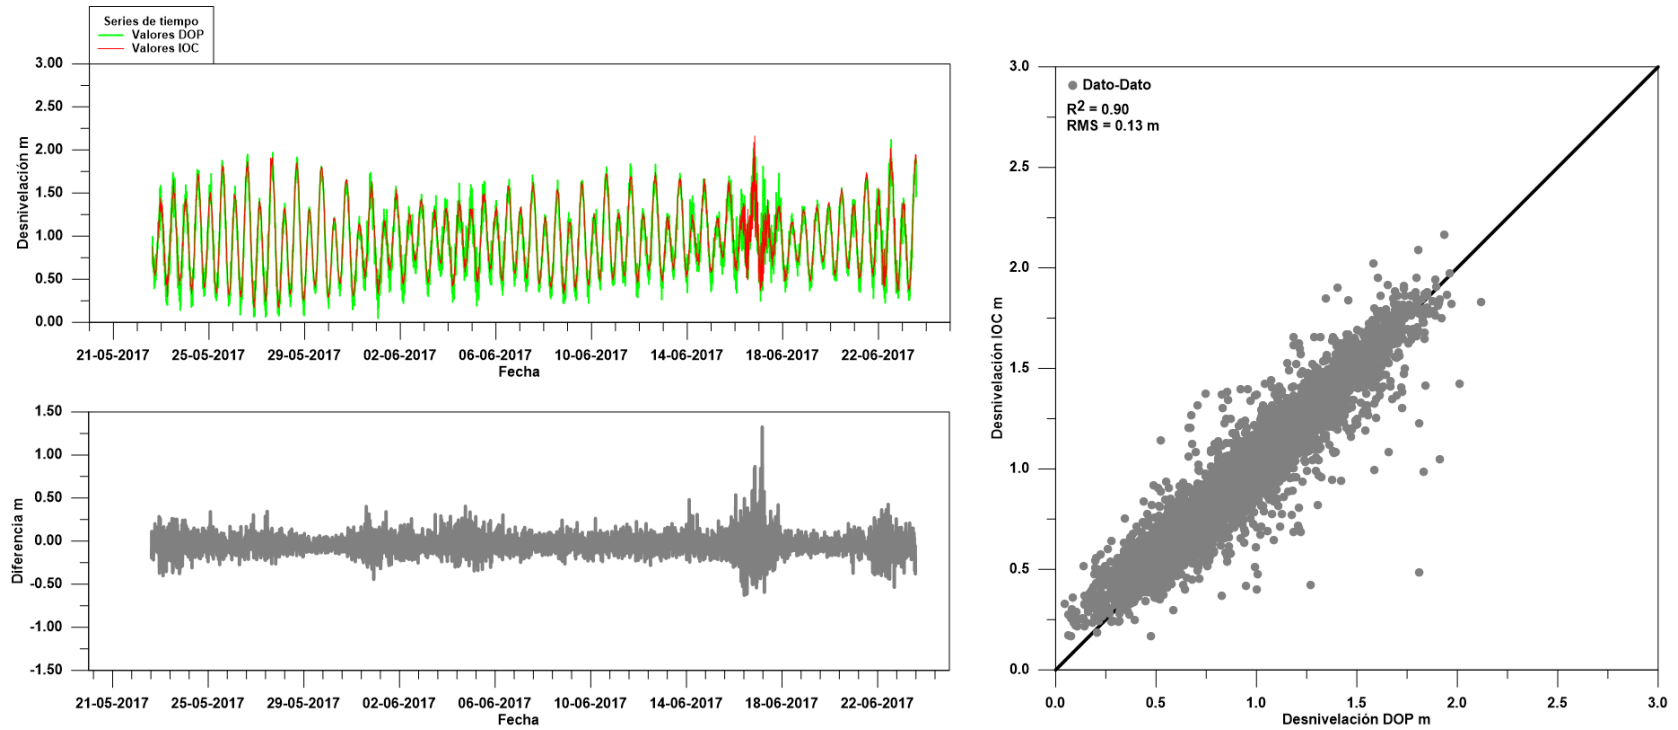 Series de tiempo
Valores DOP
Valores IOC
3.00
2.50
2.00
1.50
1.00
0.50
0.00
Desnivelación m
21-05-2017 25-05-2017 29-05-2017 02-06-2017 06-06-2017 10-06-2017 14-06-2017 18-06-2017 22-06-2017
Fecha
1.50
1.00
0.50
0.00
-0.50
-1.00
-1.50
Diferencia m
21-05-2017 25-05-2017 29-05-2017 02-06-2017 06-06-2017 10-06-2017 14-06-2017 18-06-2017 22-06-2017
Fecha
Dato-Dato
R2 = 0.90
RMS = 0.13 m
3.0
2.5
2.0
1.5
1.0
0.5
0.0
Desnivelación IOC m
0.0 0.5 1.0 1.5 2.0 2.5 3.0
Desnivelación DOP m